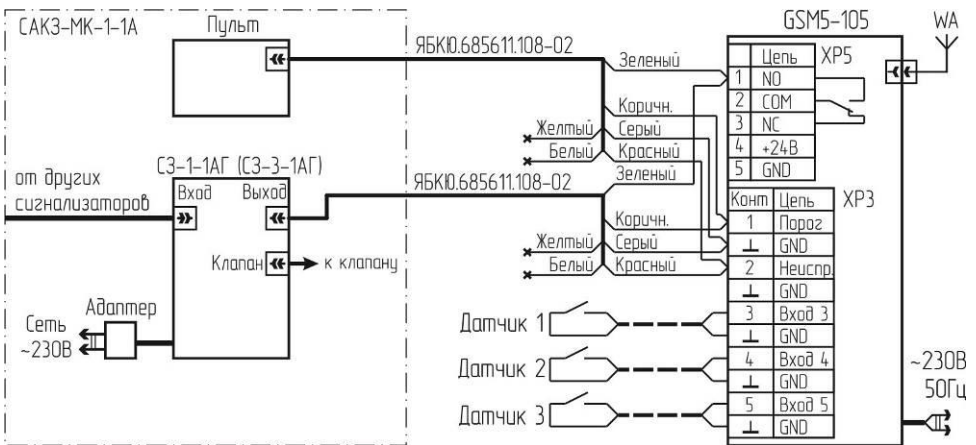 САКЗ-МК-1-1А
Пульт
ЯБКЮ.685611.108-02
Зеленый
Коричн.
Желтый
Серый
Белый
Красный
Зеленый
С3-1-1АГ (С3-3-1АГ)
от других
сигнализаторов
Вход
Выход
ЯБКЮ.685611.108-02
Коричн.
Желтый
Серый
Белый
Красный
Клапан
к клапану
Адаптер
Сеть
~230В
Датчик 1
Датчик 2
Датчик 3
GSM5-105
WA
Цепь
XP5
1 NO
2 COM
3 NC
4 +24В
5 GND
Конт Цепь
XP3
1 Порог
⊥ GND
2 Неиспр.
⊥ GND
3 Вход 3
⊥ GND
4 Вход 4
⊥ GND
5 Вход 5
⊥ GND
~230В
50Гц